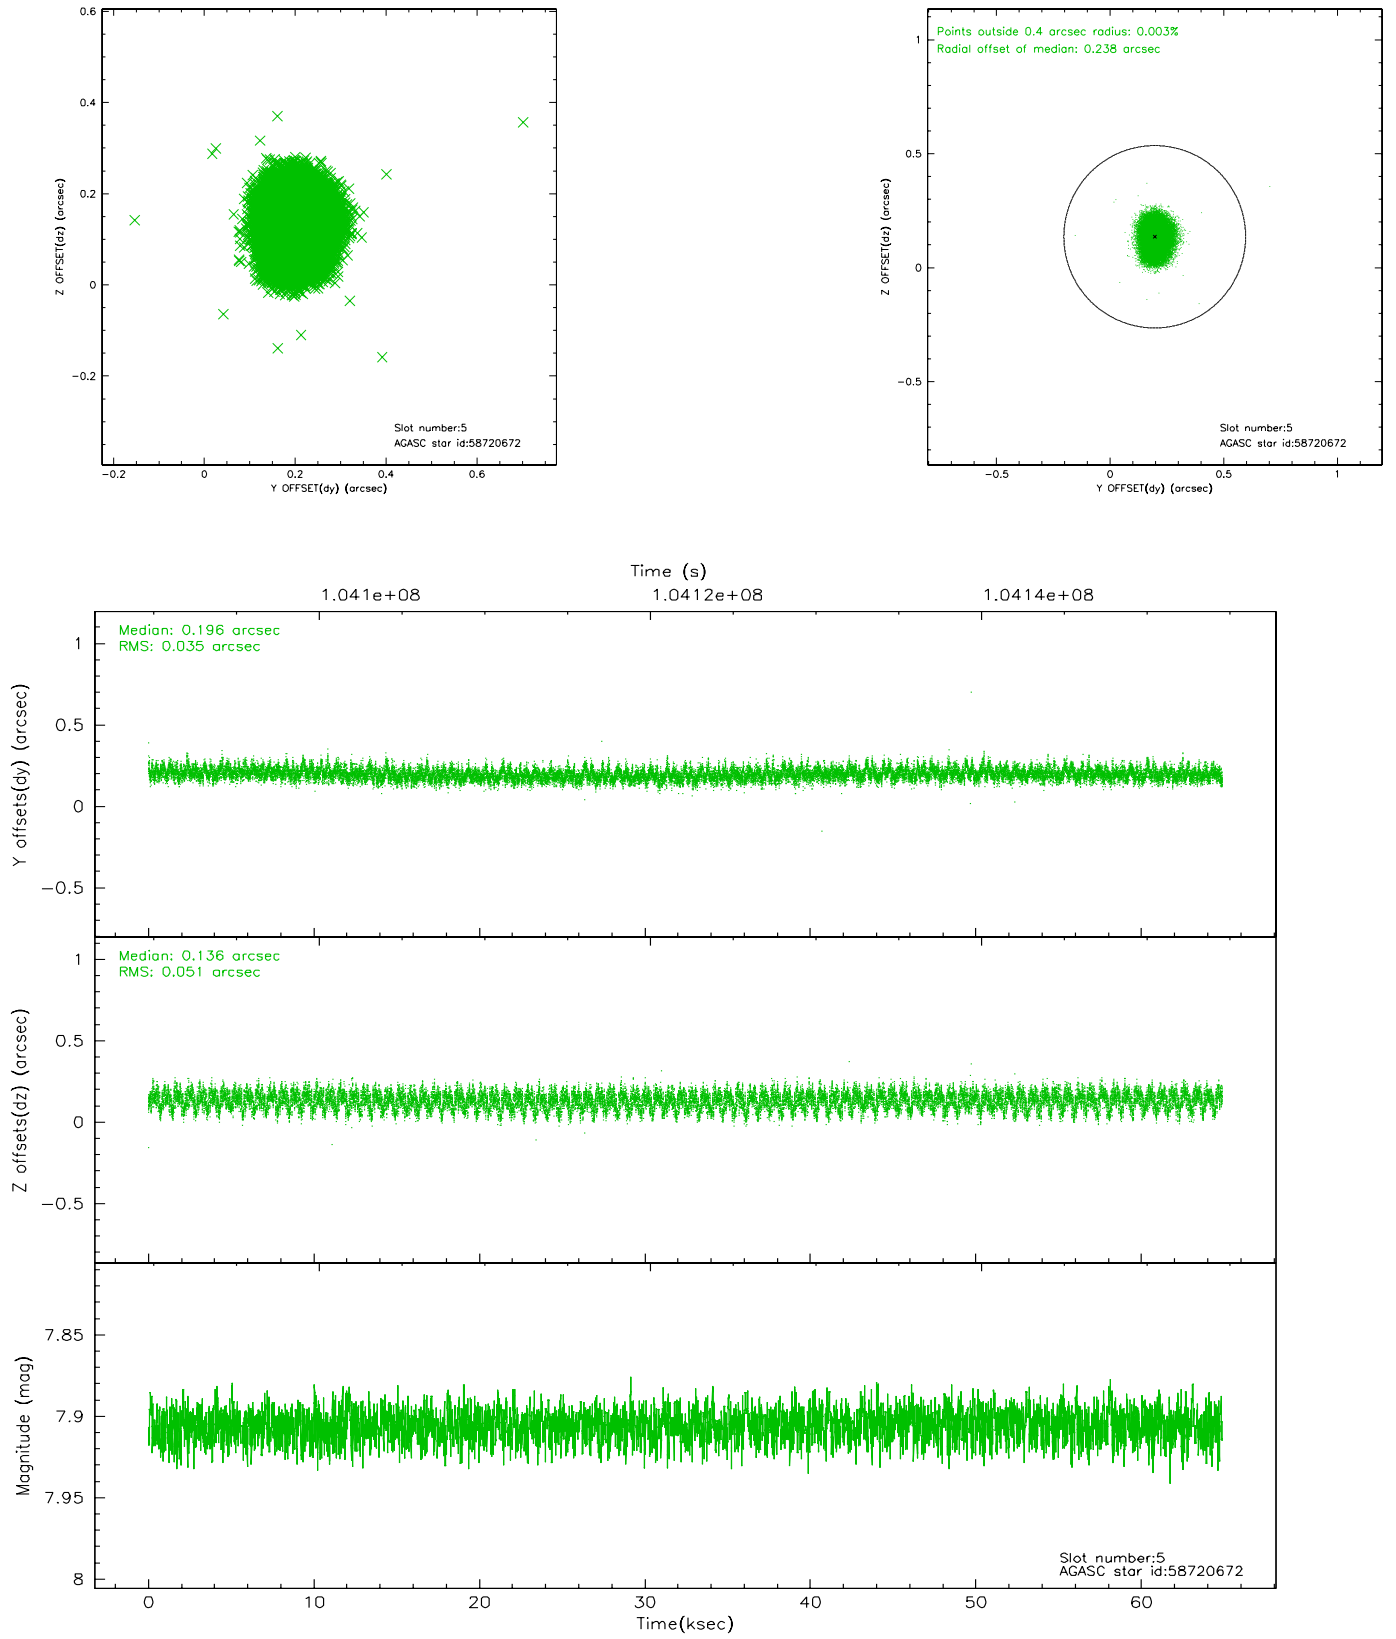 0.6
0.4
0.2
0
−0.2
Z OFFSET(dz) (arcsec)
Slot number:5
AGASC star id:58720672
−0.2 0 0.2 0.4 0.6
Y OFFSET(dy) (arcsec)
Points outside 0.4 arcsec radius: 0.003%
Radial offset of median: 0.238 arcsec
1
0.5
0
−0.5
Z OFFSET(dz) (arcsec)
Slot number:5
AGASC star id:58720672
−0.5 0 0.5 1
Y OFFSET(dy) (arcsec)
Time (s)
1.041e+08 1.0412e+08 1.0414e+08
Median: 0.196 arcsec
RMS: 0.035 arcsec
1
0.5
0
−0.5
Y offsets(dy) (arcsec)
Median: 0.136 arcsec
RMS: 0.051 arcsec
1
0.5
0
−0.5
Z offsets(dz) (arcsec)
7.85
7.9
7.95
8
Magnitude (mag)
Slot number:5
AGASC star id:58720672
0 10 20 30 40 50 60
Time(ksec)